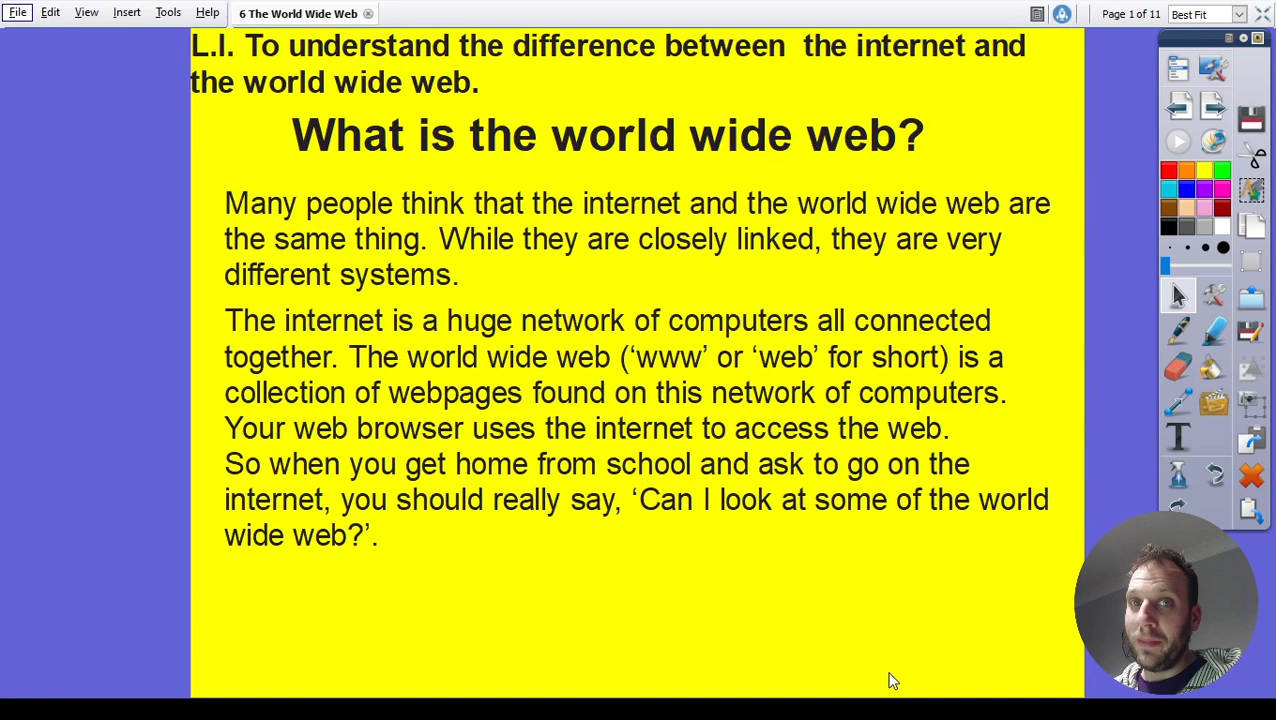 File Edit View Insert Tools Help 6 The World Wide Web Page 1 of 11 Best Fit
L.I. To understand the difference between  the internet and
the world wide web.
What is the world wide web?
Many people think that the internet and the world wide web are
the same thing. While they are closely linked, they are very
different systems.
The internet is a huge network of computers all connected
together. The world wide web (‘www’ or ‘web’ for short) is a
collection of webpages found on this network of computers.
Your web browser uses the internet to access the web.
So when you get home from school and ask to go on the
internet, you should really say, ‘Can I look at some of the world
wide web?’.
T